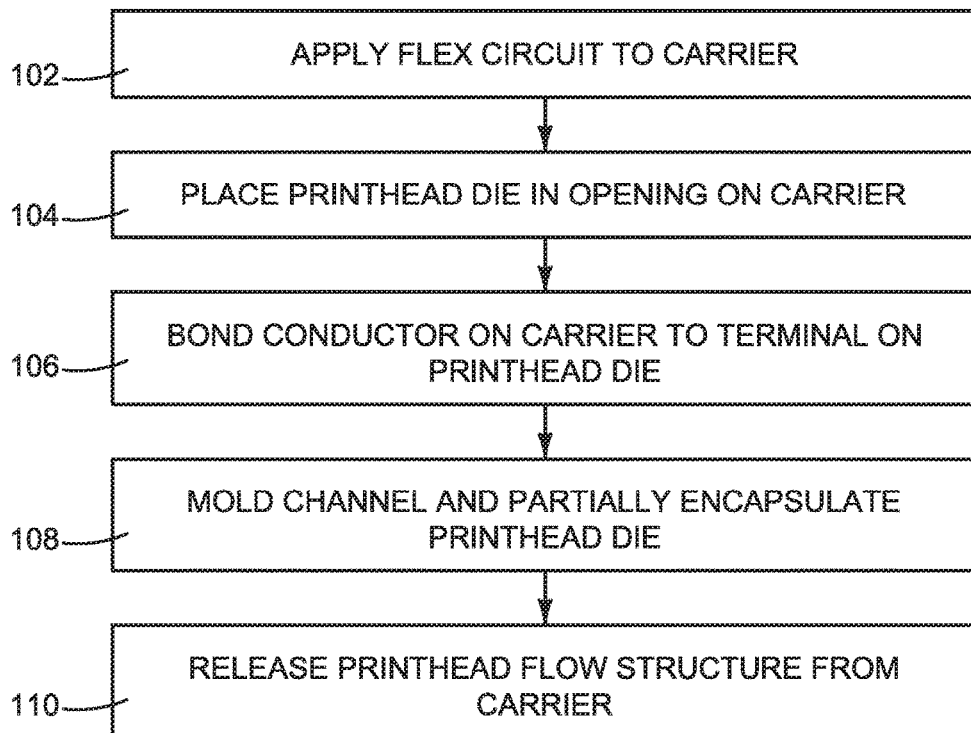 102
APPLY FLEX CIRCUIT TO CARRIER
104
PLACE PRINTHEAD DIE IN OPENING ON CARRIER
106
BOND CONDUCTOR ON CARRIER TO TERMINAL ON
PRINTHEAD DIE
108
MOLD CHANNEL AND PARTIALLY ENCAPSULATE
PRINTHEAD DIE
110
RELEASE PRINTHEAD FLOW STRUCTURE FROM
CARRIER